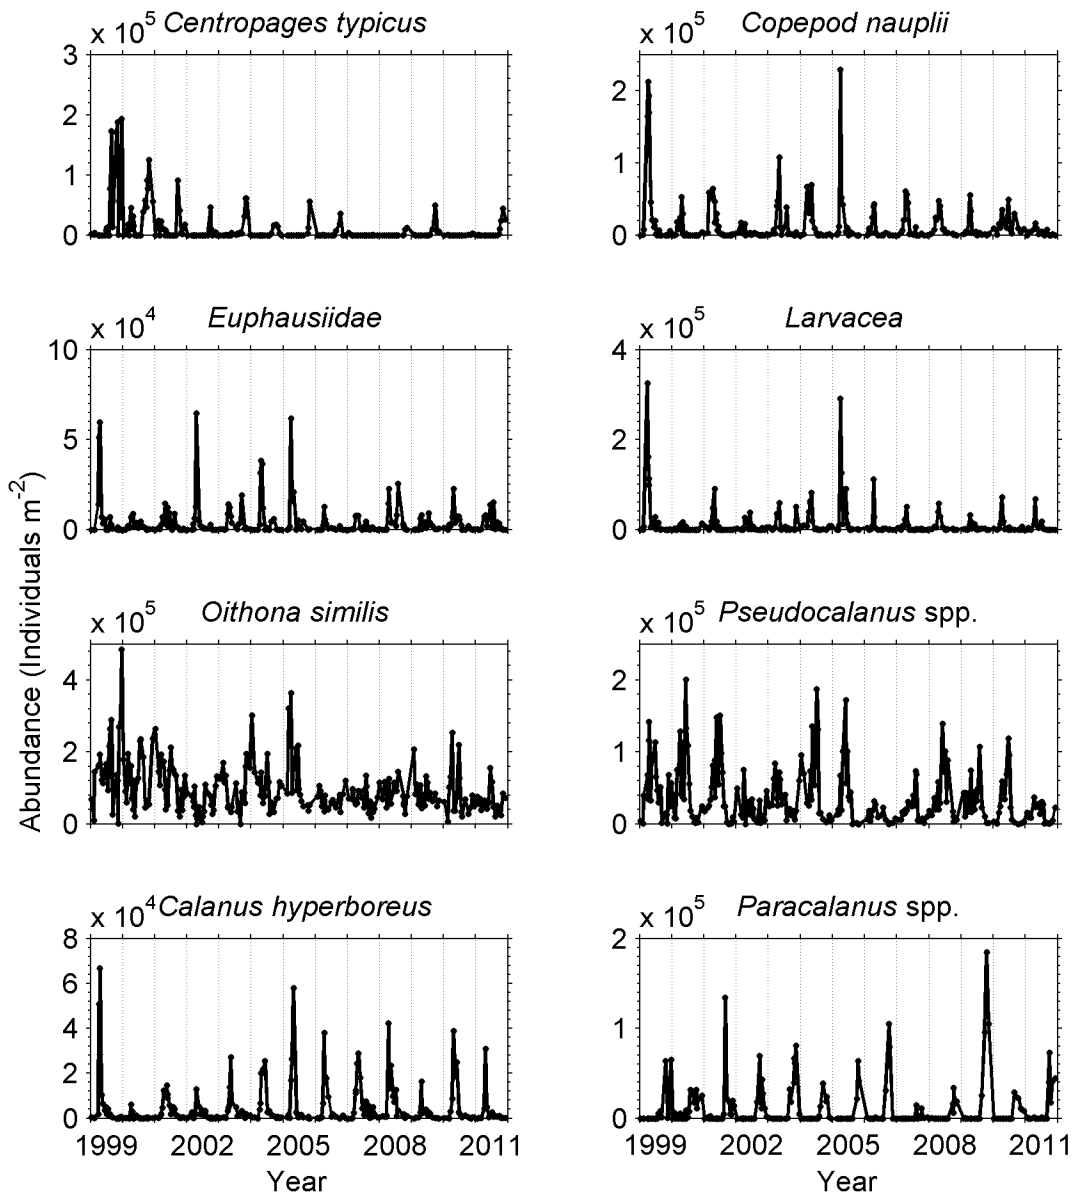 x 10^5 Centropages typicus
3
2
1
0
x 10^5 Copepod nauplii
2
1
0
x 10^4 Euphausiidae
10
5
0
x 10^5 Larvacea
4
2
0
Abundance (Individuals m^-2)
x 10^5 Oithona similis
4
2
0
x 10^5 Pseudocalanus spp.
2
1
0
x 10^4 Calanus hyperboreus
8
6
4
2
0
1999 2002 2005 2008 2011
Year
x 10^5 Paracalanus spp.
2
1
0
1999 2002 2005 2008 2011
Year